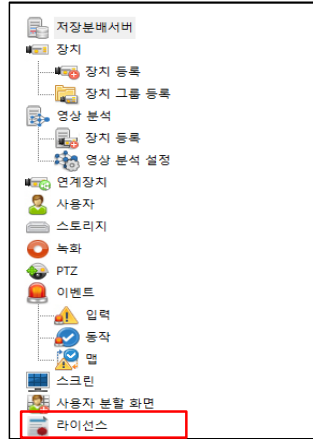 저장분배서버
장치
장치 등록
장치 그룹 등록
영상 분석
장치 등록
영상 분석 설정
연계장치
사용자
스토리지
녹화
PTZ
이벤트
입력
동작
맵
스크린
사용자 분할 화면
라이선스